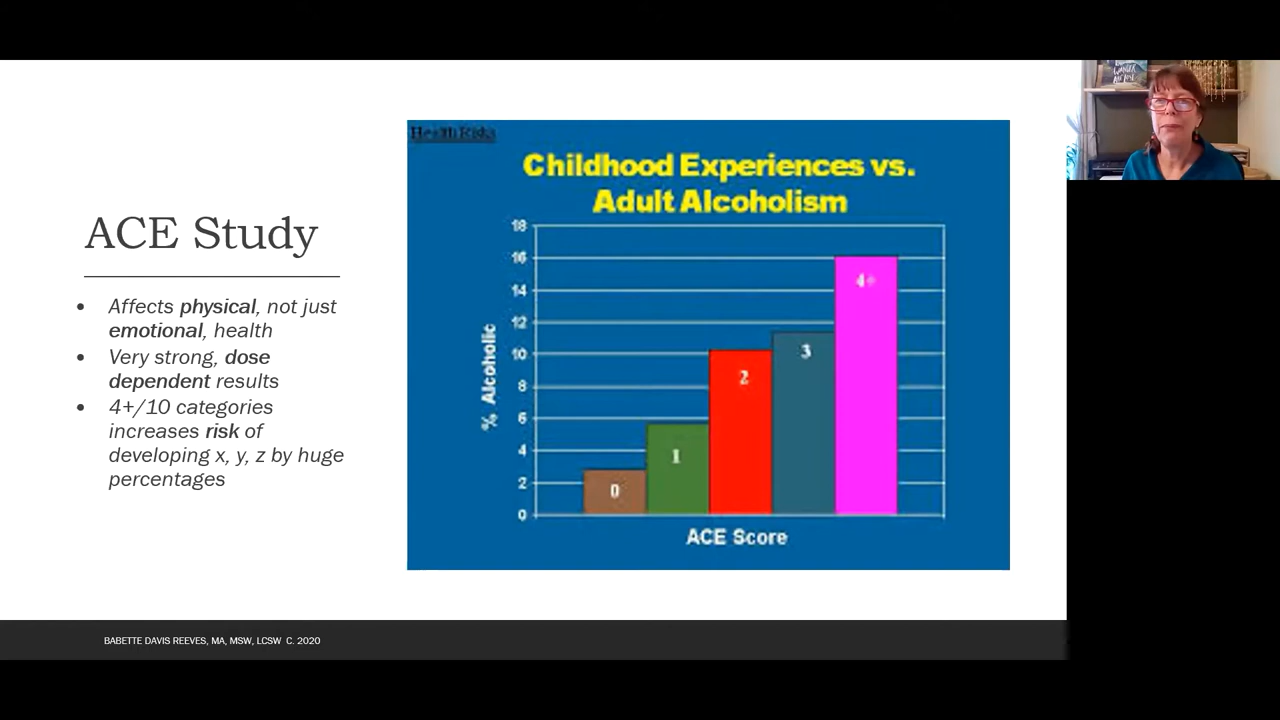 ACE Study
• Affects physical, not just
emotional, health
• Very strong, dose
dependent results
• 4+/10 categories
increases risk of
developing x, y, z by huge
percentages
Health Risks
Childhood Experiences vs.
Adult Alcoholism
% Alcoholic
18
16
14
12
10
8
6
4
2
0
0
1
2
3
4+
ACE Score
BABETTE DAVIS REEVES, MA, MSW, LCSW C. 2020